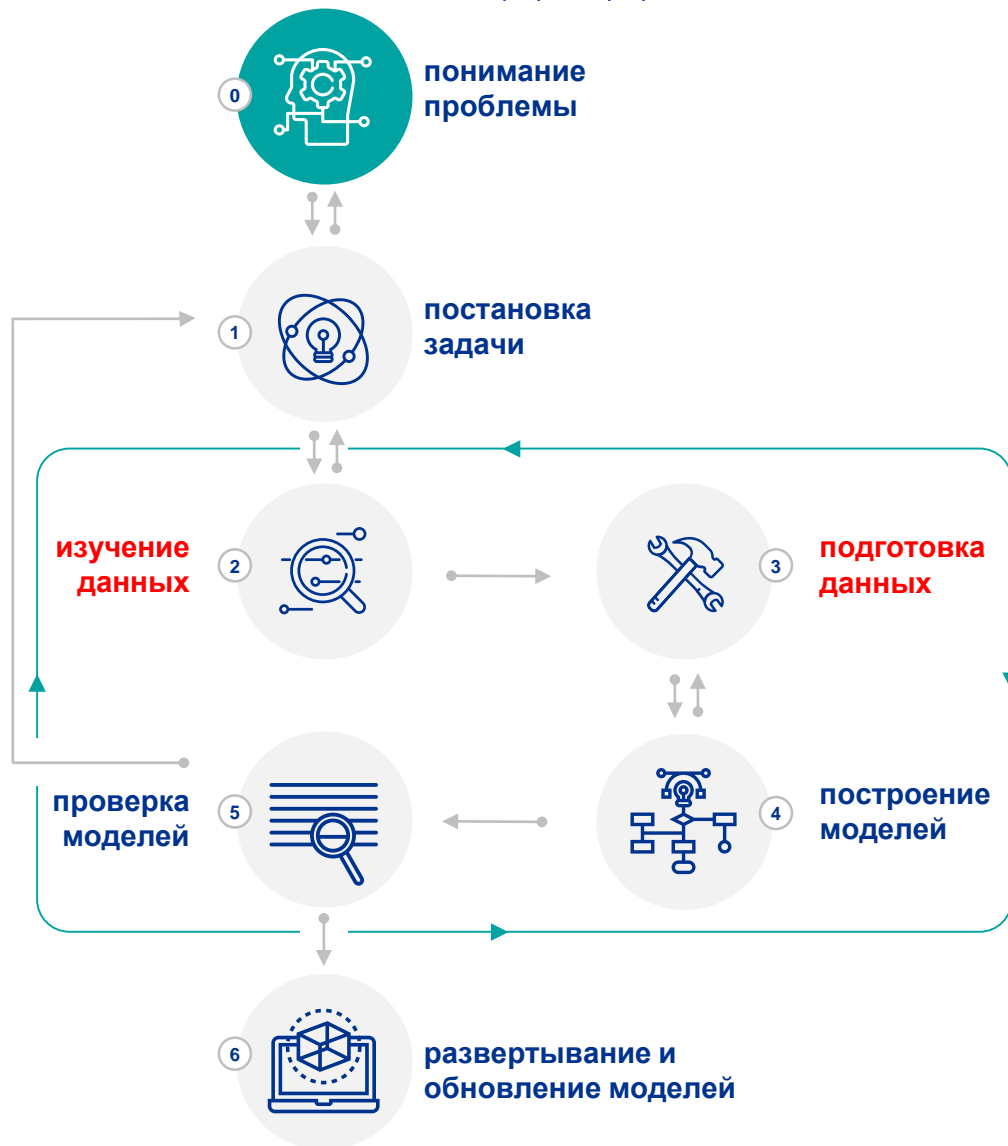 0
понимание
проблемы
1
постановка
задачи
изучение
данных
2
3
подготовка
данных
проверка
моделей
5
4
построение
моделей
6
развертывание и
обновление моделей